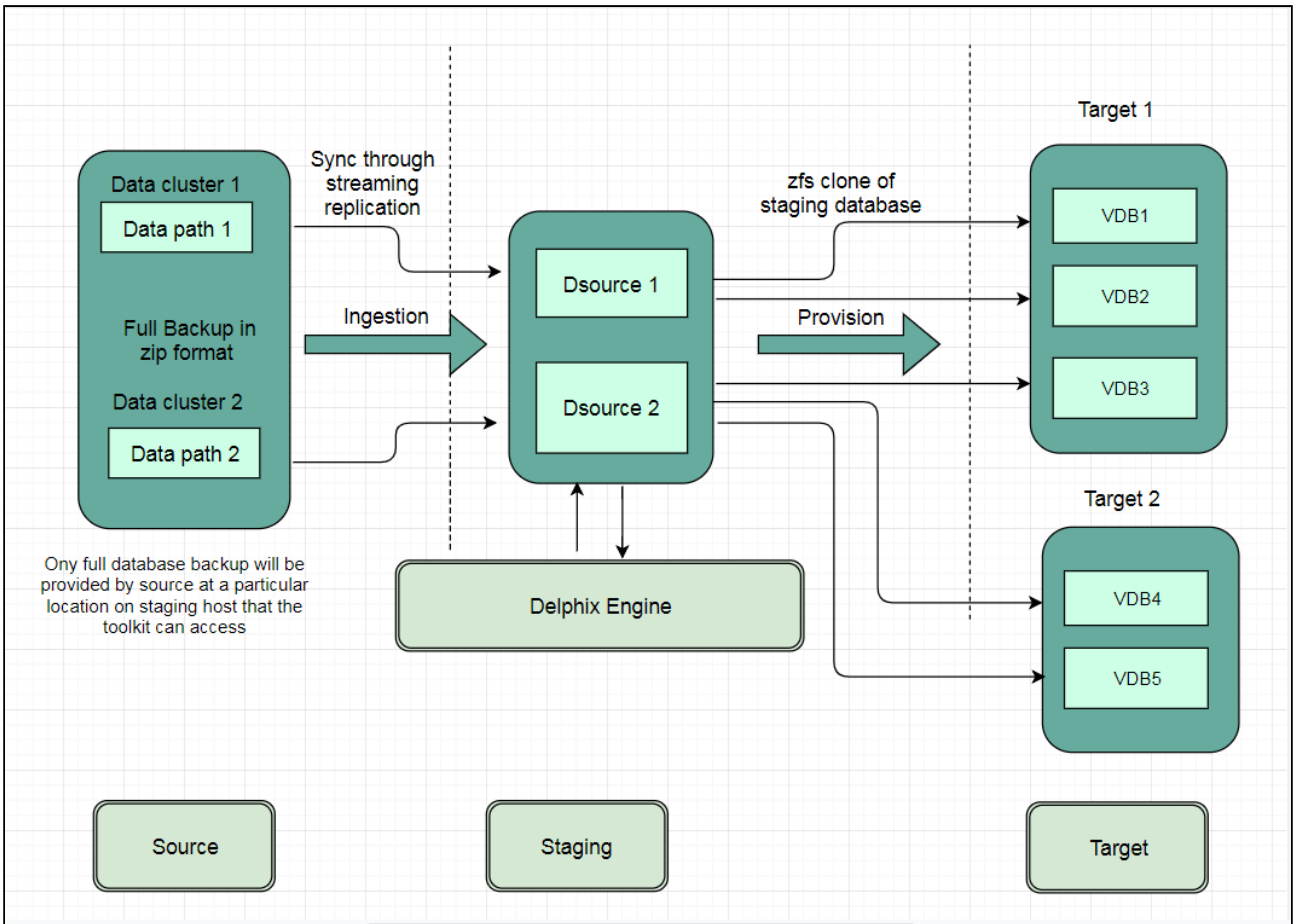 Target 1
Sync through
streaming
replication
zfs clone of
staging database
Data cluster 1
Data path 1
VDB1
Dsource 1
VDB2
Ingestion
Provision
Full Backup in
zip format
VDB3
Data cluster 2
Dsource 2
Data path 2
Target 2
Ony full database backup will be
provided by source at a particular
location on staging host that the
toolkit can access
Delphix Engine
VDB4
VDB5
Source
Staging
Target